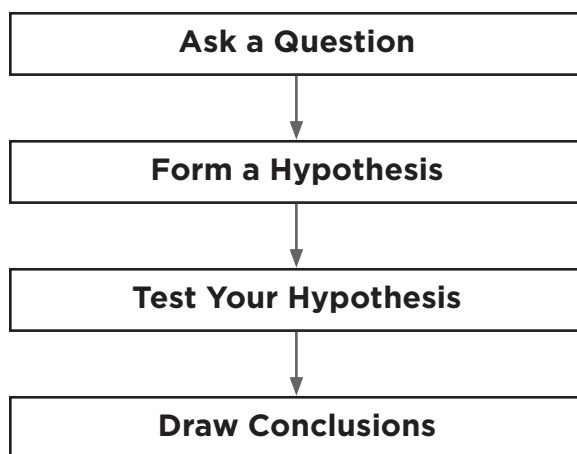 Ask a Question
Form a Hypothesis
Test Your Hypothesis
Draw Conclusions